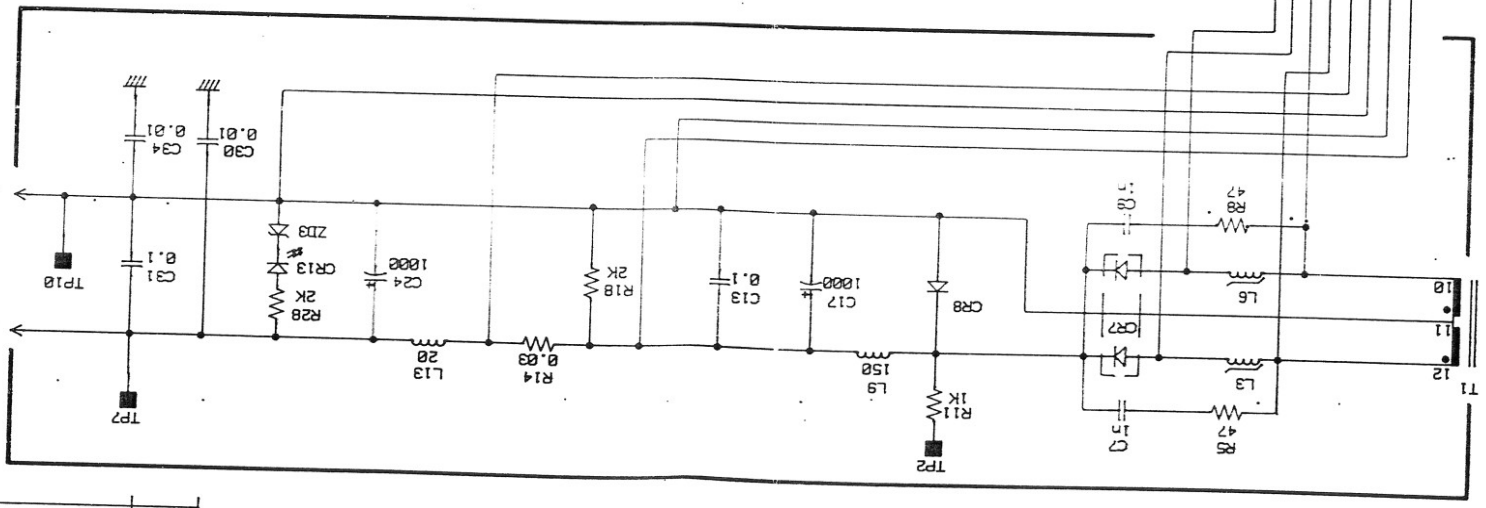 R5
47
C7
1n
TP2
TP7
T1
12
L3
R11
1K
L9
150
R14
0.03
L13
20
11
CR7
10
L6
CR8
C17
1000
C13
0.1
R18
2K
C24
1000
R28
2K
CR13
ZD3
C31
0.1
TP10
R8
47
C9
1n
C30
0.01
C34
0.01